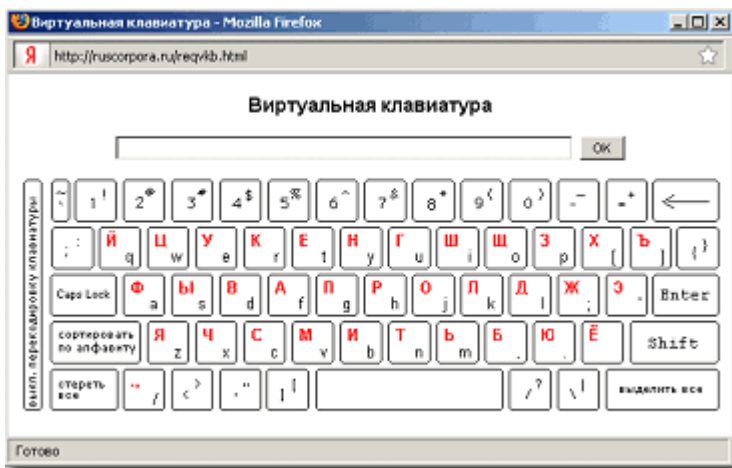 Виртуальная клавиатура - Mozilla Firefox
Я http://ruscorpora.ru/reqvkb.html
Виртуальная клавиатура
OK
~ ` 1 ! 2 @ 3 # 4 $ 5 % 6 ^ 7 & 8 * 9 ( 0 ) - _ = +
; : Й q Ц w У e К r Е t Н y Г u Ш i Щ o З p Х [ Ъ ] { }
Caps Lock Ф a Ы s В d А f П g Р h О j Л k Д l Ж ; Э Enter
сортировать
по алфавиту
Я z Ч x С c М v И b Т n Ь m Б . Ю . Ё Shift
стереть
все
/ < > / ? \ выделить все
выкл. перекодировку клавиатуры
Готово